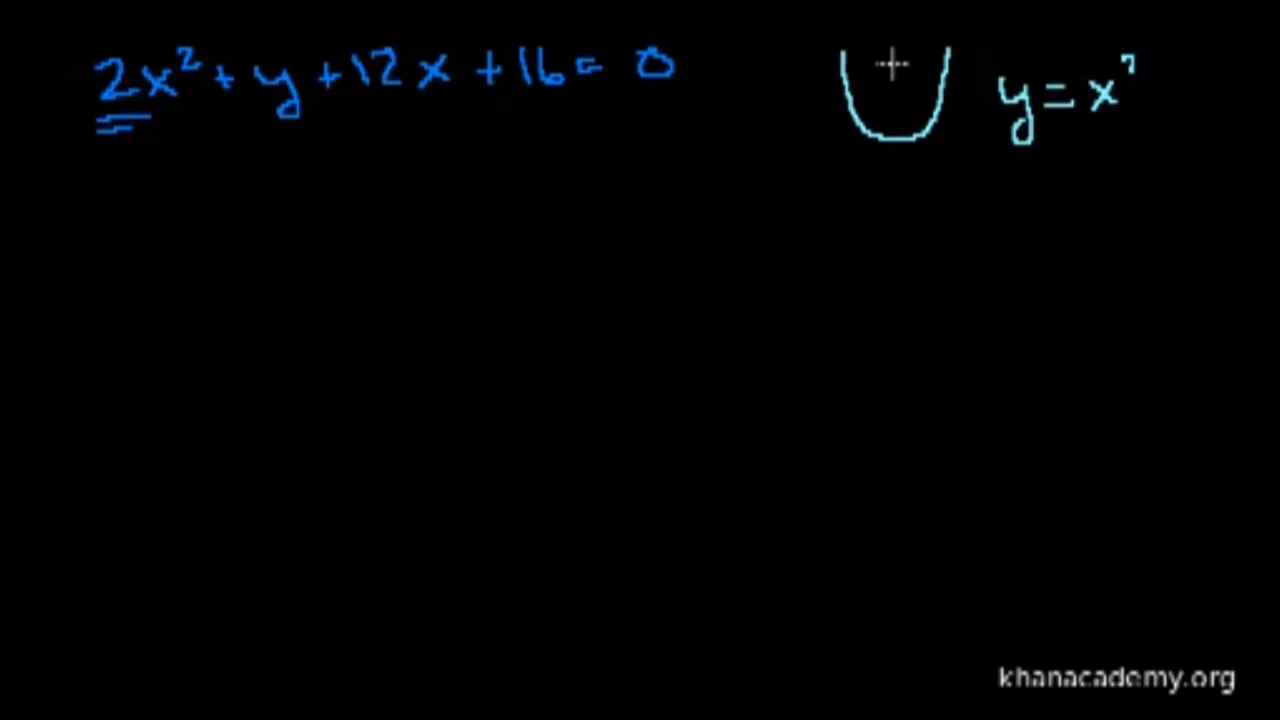 2x² + y + 12x + 16 = 0
y = x²
khanacademy.org